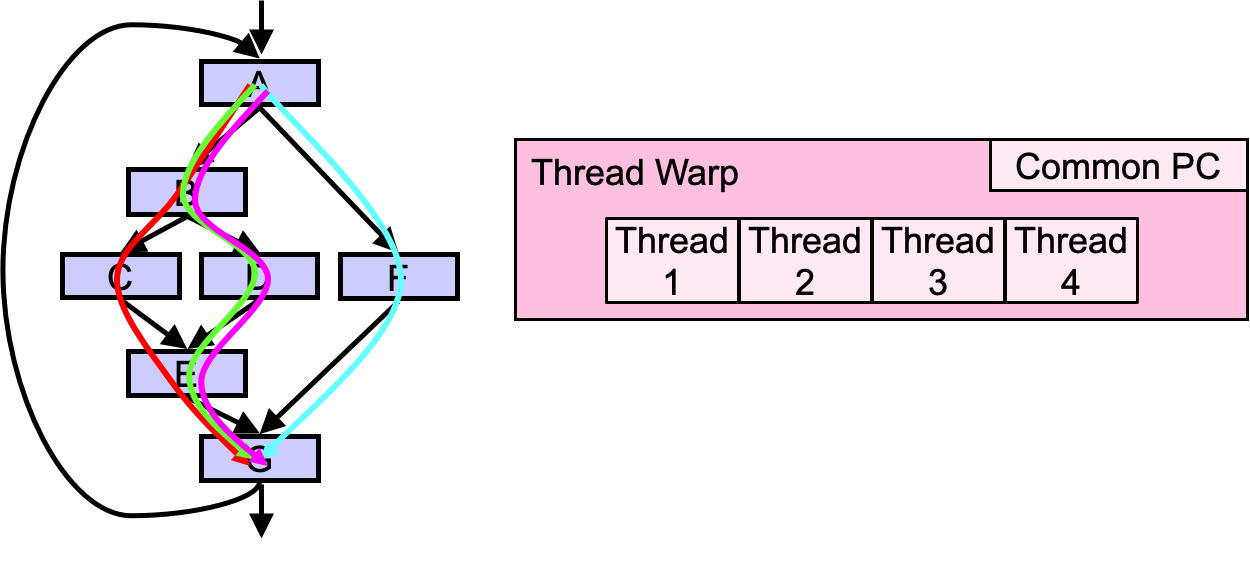 A
B
C D F
E
G
Thread Warp
Common PC
Thread Thread Thread Thread
1 2 3 4